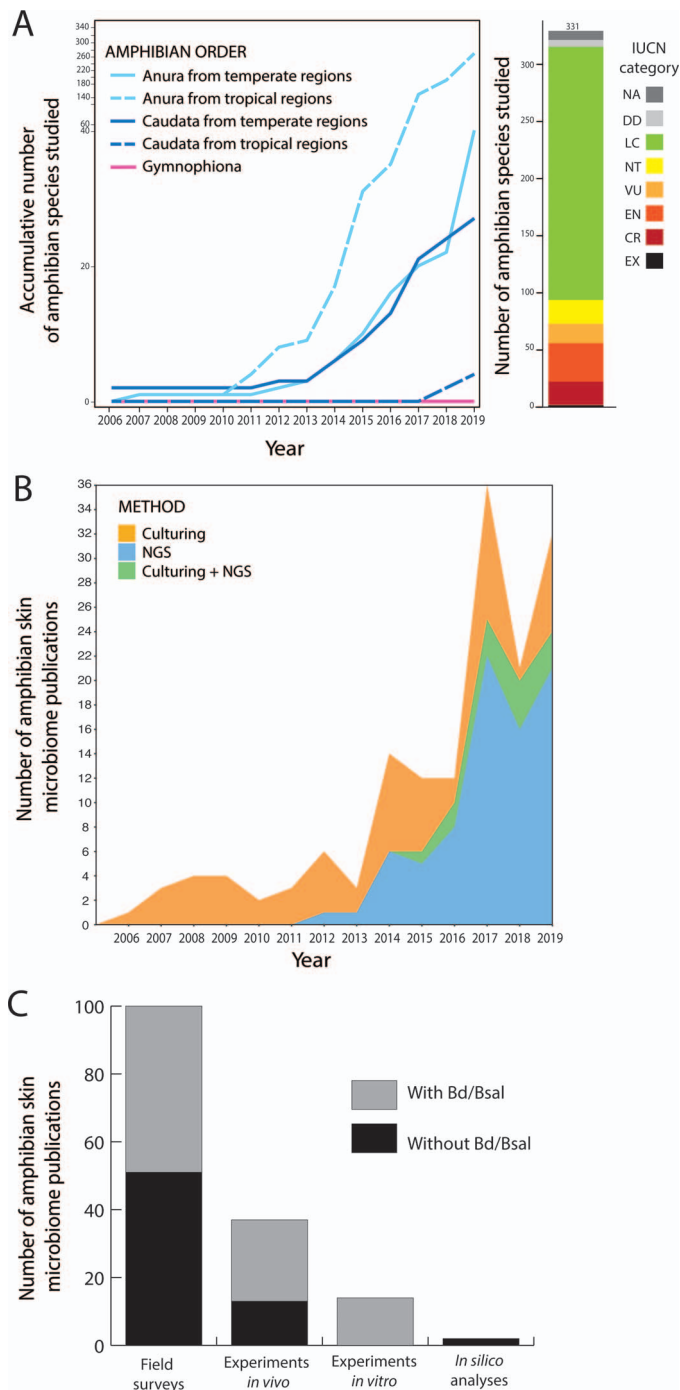 A
340
300
260
220
180
140
60
40
20
0
Accumulative number
of amphibian species studied
AMPHIBIAN ORDER
Anura from temperate regions
Anura from tropical regions
Caudata from temperate regions
Caudata from tropical regions
Gymnophiona
2006 2007 2008 2009 2010 2011 2012 2013 2014 2015 2016 2017 2018 2019
Year
Number of amphibian species studied
331
300
250
200
150
100
50
0
IUCN
category
NA
DD
LC
NT
VU
EN
CR
EX
B
Number of amphibian skin
microbiome publications
36
34
32
30
28
26
24
22
20
18
16
14
12
10
8
6
4
2
0
METHOD
Culturing
NGS
Culturing + NGS
2006 2007 2008 2009 2010 2011 2012 2013 2014 2015 2016 2017 2018 2019
Year
C
Number of amphibian skin
microbiome publications
100
80
60
40
20
0
With Bd/Bsal
Without Bd/Bsal
Field
surveys
Experiments
in vivo
Experiments
in vitro
In silico
analyses